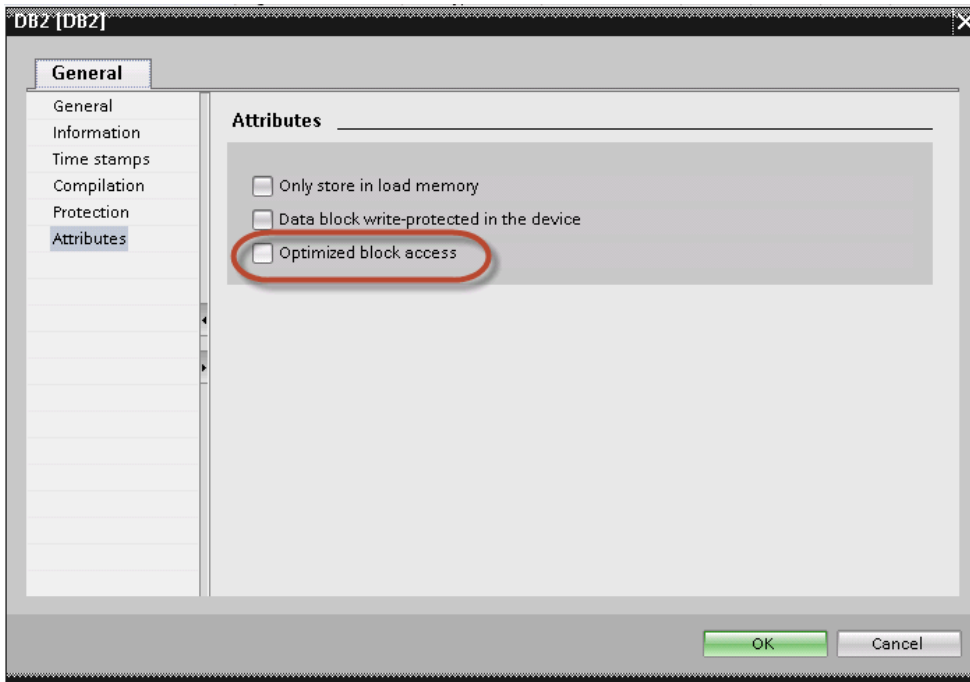 DB2 [DB2]
General
General
Information
Time stamps
Compilation
Protection
Attributes
Attributes
Only store in load memory
Data block write-protected in the device
Optimized block access
OK
Cancel